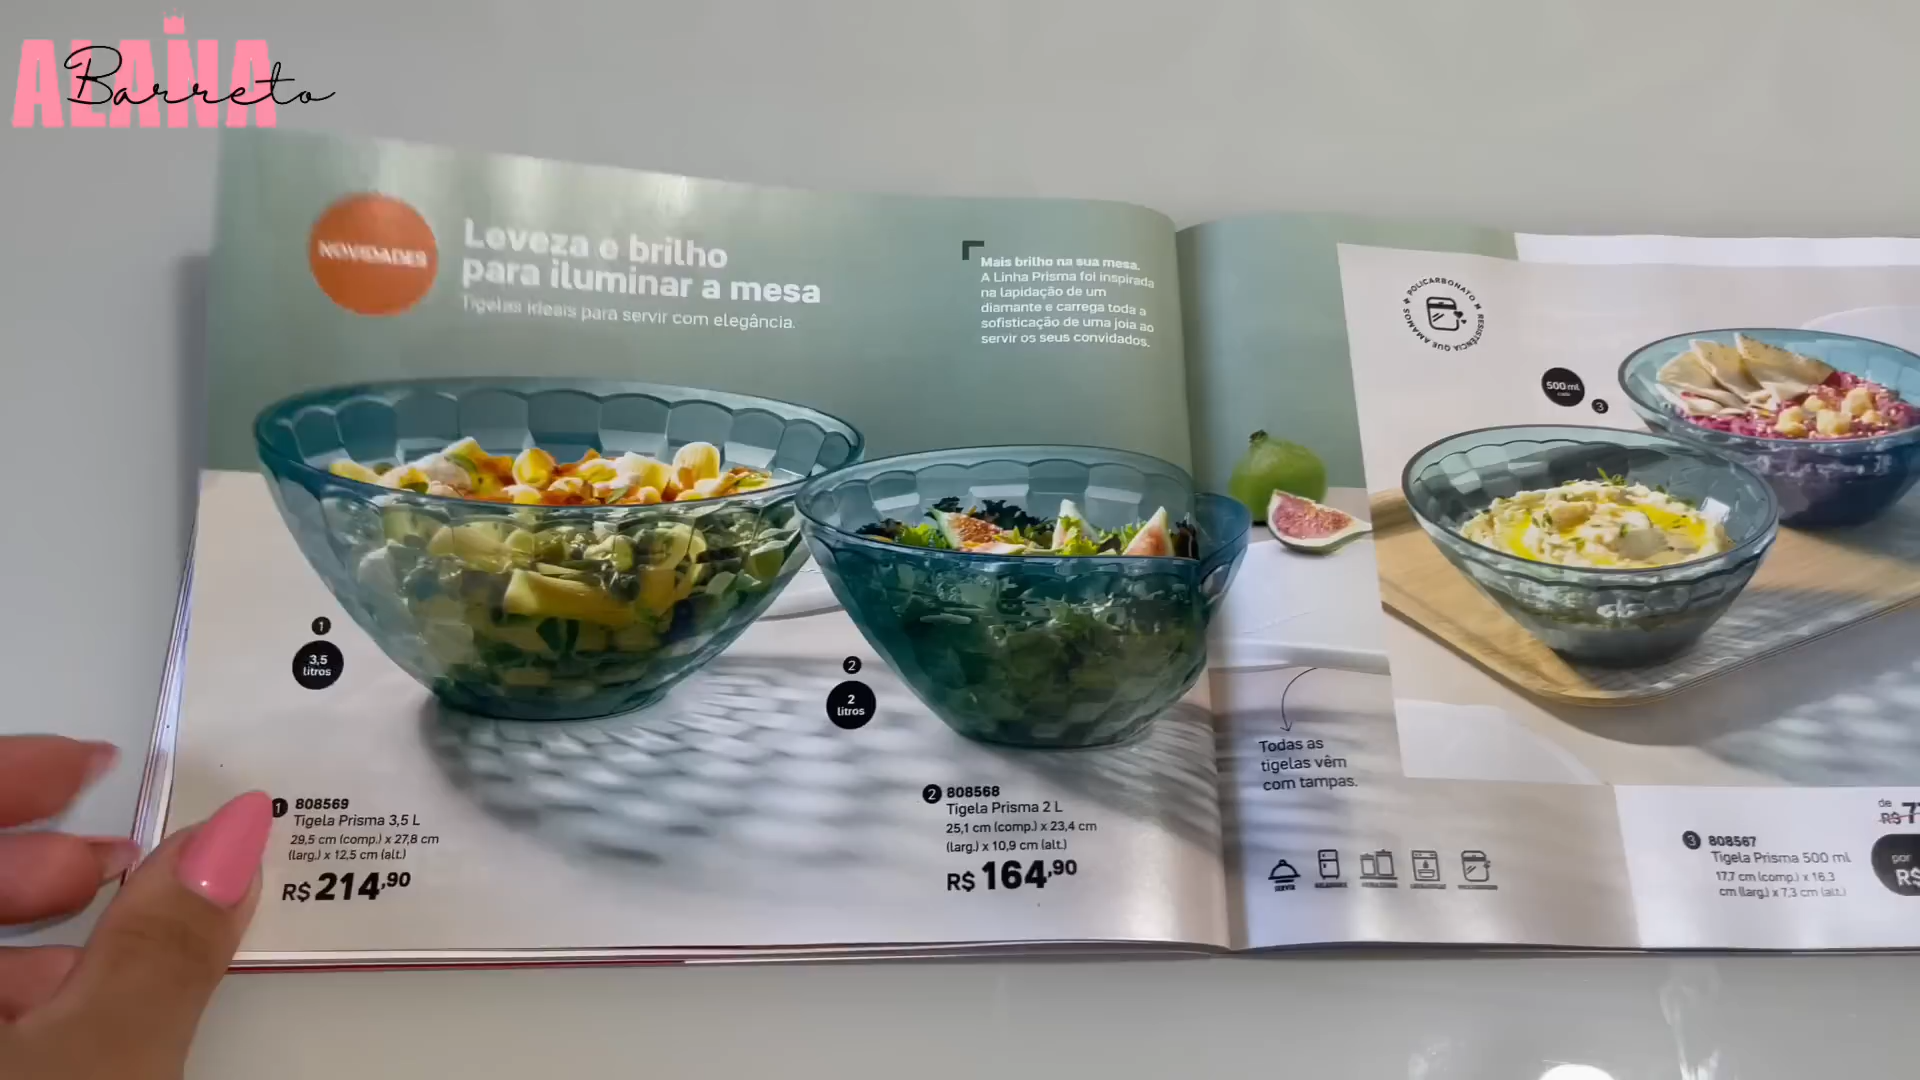 ALANA
Barreto
NOVIDADES
Leveza e brilho
para iluminar a mesa
Tigelas ideais para servir com elegância.
Mais brilho na sua mesa.
A Linha Prisma foi inspirada
na lapidação de um
diamante e carrega toda a
sofisticação de uma joia ao
servir os seus convidados.
1
3,5
litros
2
2
litros
1 808569
Tigela Prisma 3,5 L
29,5 cm (comp.) x 27,8 cm
(larg.) x 12,5 cm (alt.)
R$ 214,90
2 808568
Tigela Prisma 2 L
25,1 cm (comp.) x 23,4 cm
(larg.) x 10,9 cm (alt.)
R$ 164,90
POLICARBONATO
RESISTÊNCIA QUE AMAMOS
500 ml
3
Todas as
tigelas vêm
com tampas.
SERVIR
3 808567
Tigela Prisma 500 ml
17,7 cm (comp.) x 16,3
cm (larg.) x 7,3 cm (alt.)
de
R$
por
R$